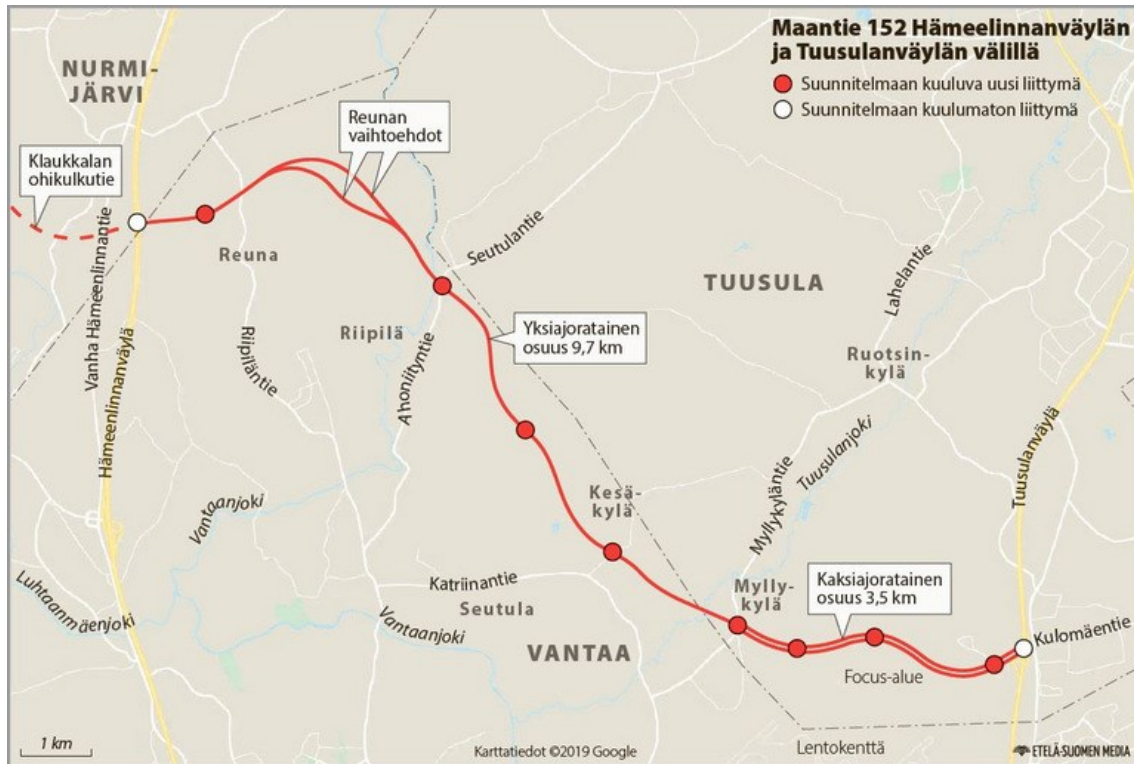 Maantie 152 Hämeelinnanväylän
ja Tuusulanväylän välillä
Suunnitelmaan kuuluva uusi liittymä
Suunnitelmaan kuulumaton liittymä
NURMI-
JÄRVI
Reunan
vaihtoehdot
Klaukkalan
ohikulkutie
Vanha Hämeenlinnantie
Hämeenlinnanväylä
Reuna
Riipiläntie
Riipilä
Ahoniityntie
Seutulantie
Yksiajoratainen
osuus 9,7 km
TUUSULA
Lahelantie
Ruotsin-
kylä
Tuusulanjoki
Myllykyläntie
Tuusulanväylä
Vantaanjoki
Luhtaanmäenjoki
Kesä-
kylä
Katriinantie
Seutula
Vantaanjoki
VANTAA
Mylly-
kylä
Kaksiajoratainen
osuus 3,5 km
Focus-alue
Kulomäentie
1 km
Karttatiedot ©2019 Google
Lentokenttä
ETELÄ-SUOMEN MEDIA